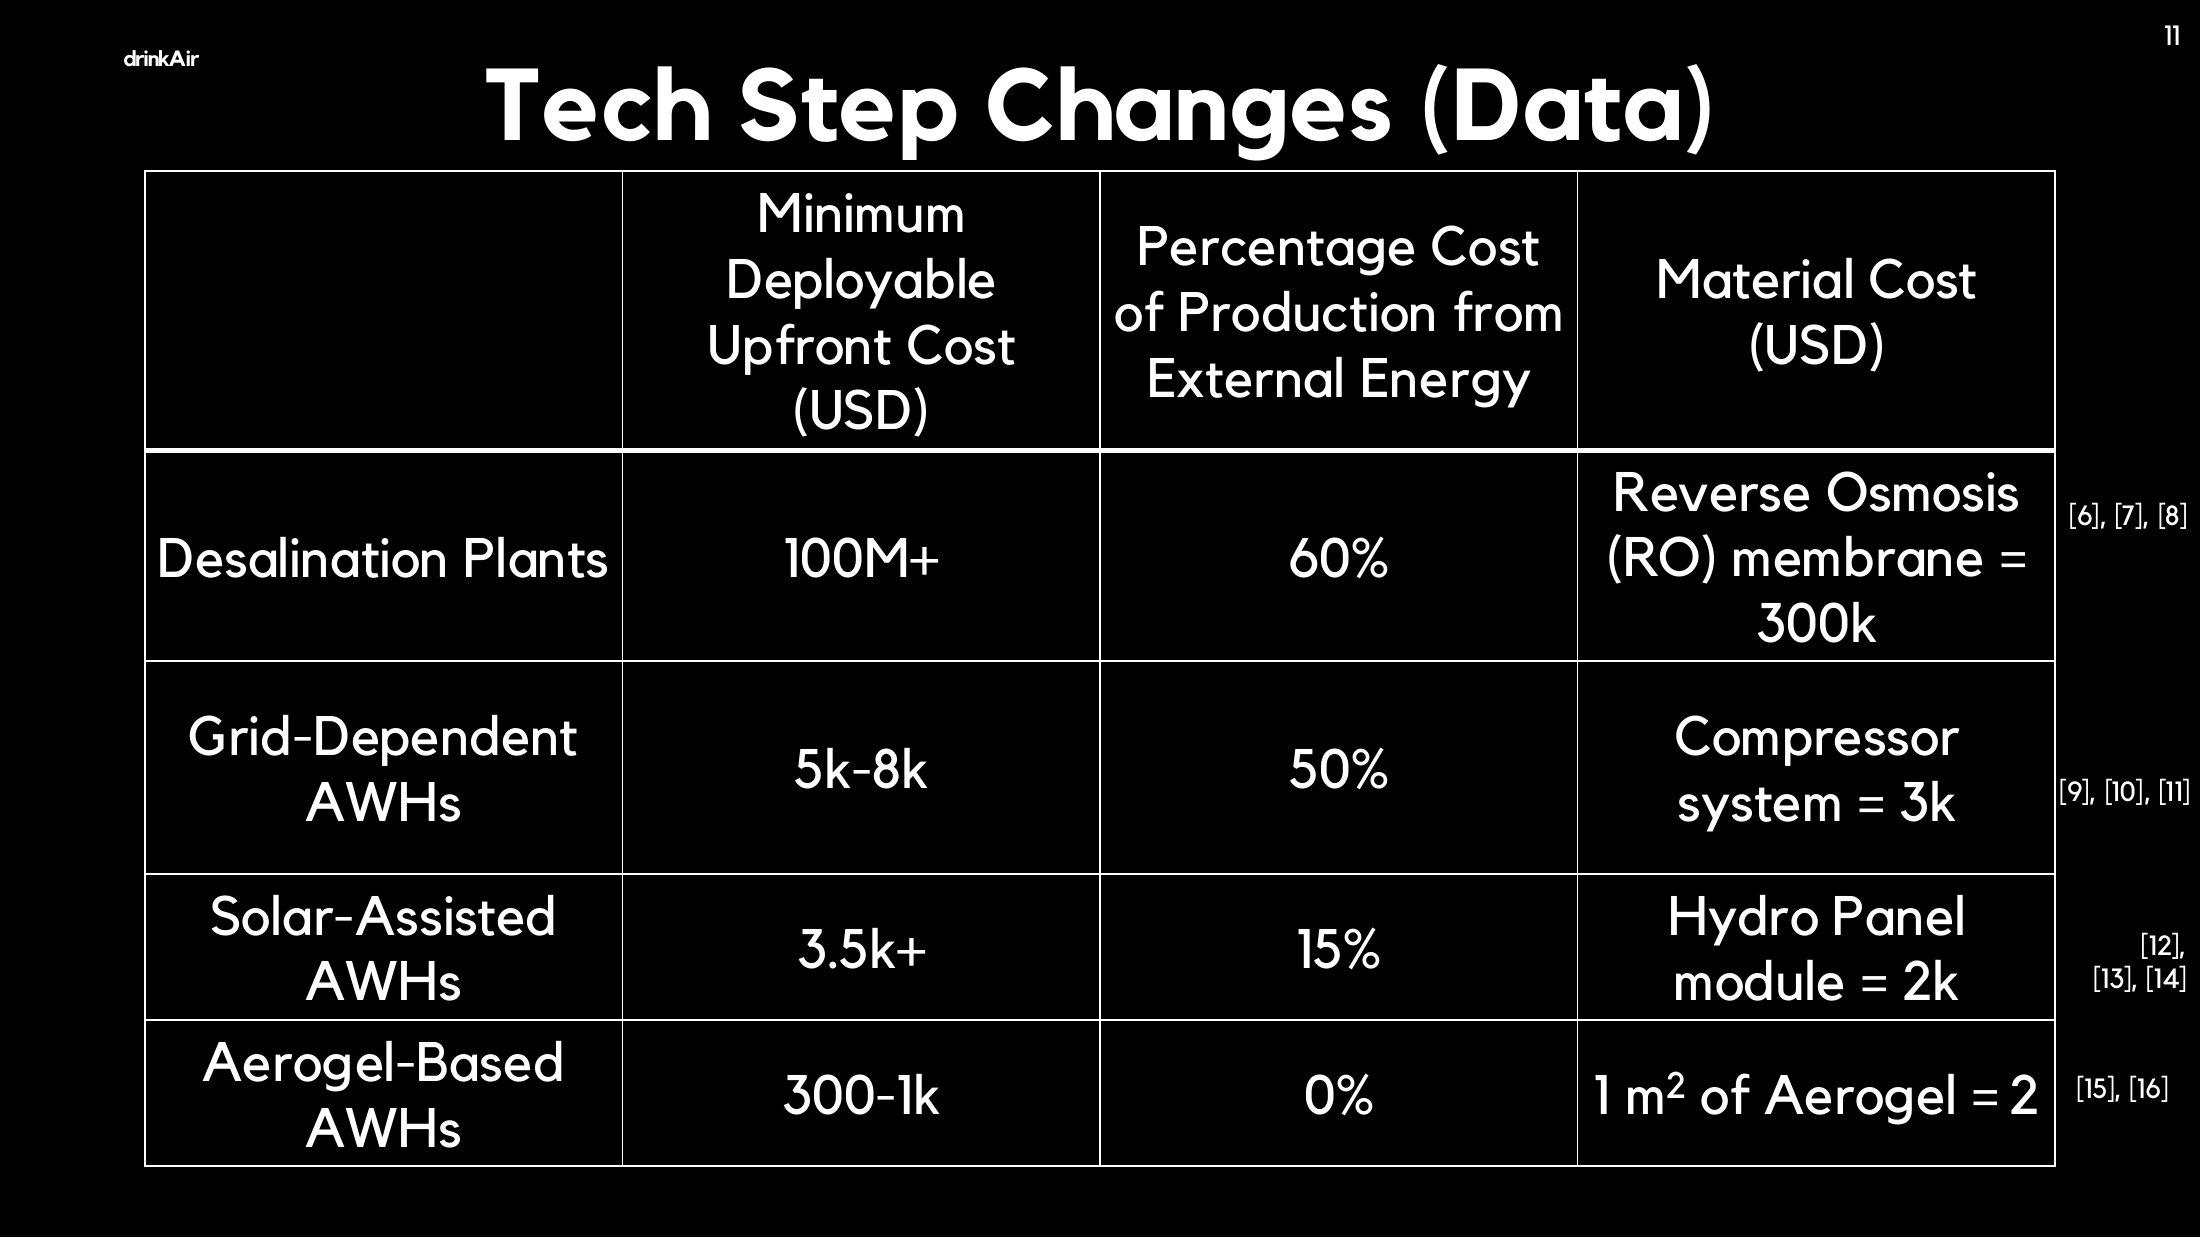 11
drinkAir
Tech Step Changes (Data)
Minimum
Deployable
Upfront Cost
(USD)
Percentage Cost
of Production from
External Energy
Material Cost
(USD)
Desalination Plants
100M+
60%
Reverse Osmosis
(RO) membrane =
300k
[6], [7], [8]
Grid-Dependent
AWHs
5k-8k
50%
Compressor
system = 3k
[9], [10], [11]
Solar-Assisted
AWHs
3.5k+
15%
Hydro Panel
module = 2k
[12],
[13], [14]
Aerogel-Based
AWHs
300-1k
0%
1 m² of Aerogel = 2
[15], [16]